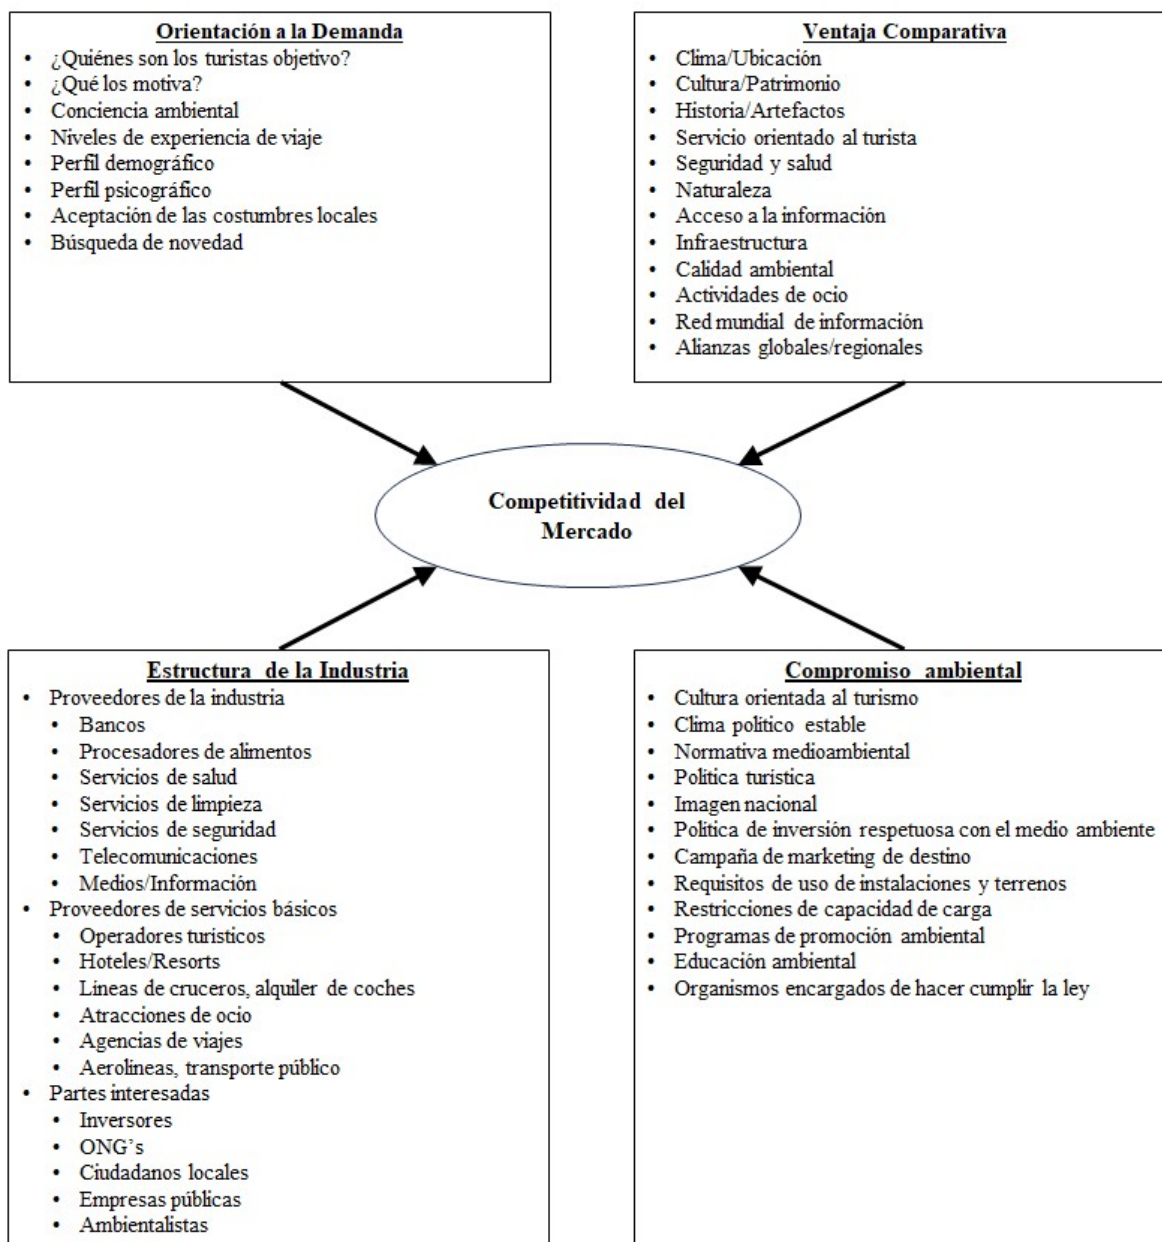 Orientación a la Demanda
• ¿Quiénes son los turistas objetivo?
• ¿Qué los motiva?
• Conciencia ambiental
• Niveles de experiencia de viaje
• Perfil demográfico
• Perfil psicográfico
• Aceptación de las costumbres locales
• Búsqueda de novedad
Ventaja Comparativa
• Clima/Ubicación
• Cultura/Patrimonio
• Historia/Artefactos
• Servicio orientado al turista
• Seguridad y salud
• Naturaleza
• Acceso a la información
• Infraestructura
• Calidad ambiental
• Actividades de ocio
• Red mundial de información
• Alianzas globales/regionales
Competitividad del
Mercado
Estructura de la Industria
• Proveedores de la industria
• Bancos
• Procesadores de alimentos
• Servicios de salud
• Servicios de limpieza
• Servicios de seguridad
• Telecomunicaciones
• Medios/Información
• Proveedores de servicios básicos
• Operadores turísticos
• Hoteles/Resorts
• Líneas de cruceros, alquiler de coches
• Atracciones de ocio
• Agencias de viajes
• Aerolíneas, transporte público
• Partes interesadas
• Inversores
• ONG’s
• Ciudadanos locales
• Empresas públicas
• Ambientalistas
Compromiso ambiental
• Cultura orientada al turismo
• Clima político estable
• Normativa medioambiental
• Política turística
• Imagen nacional
• Política de inversión respetuosa con el medio ambiente
• Campaña de marketing de destino
• Requisitos de uso de instalaciones y terrenos
• Restricciones de capacidad de carga
• Programas de promoción ambiental
• Educación ambiental
• Organismos encargados de hacer cumplir la ley